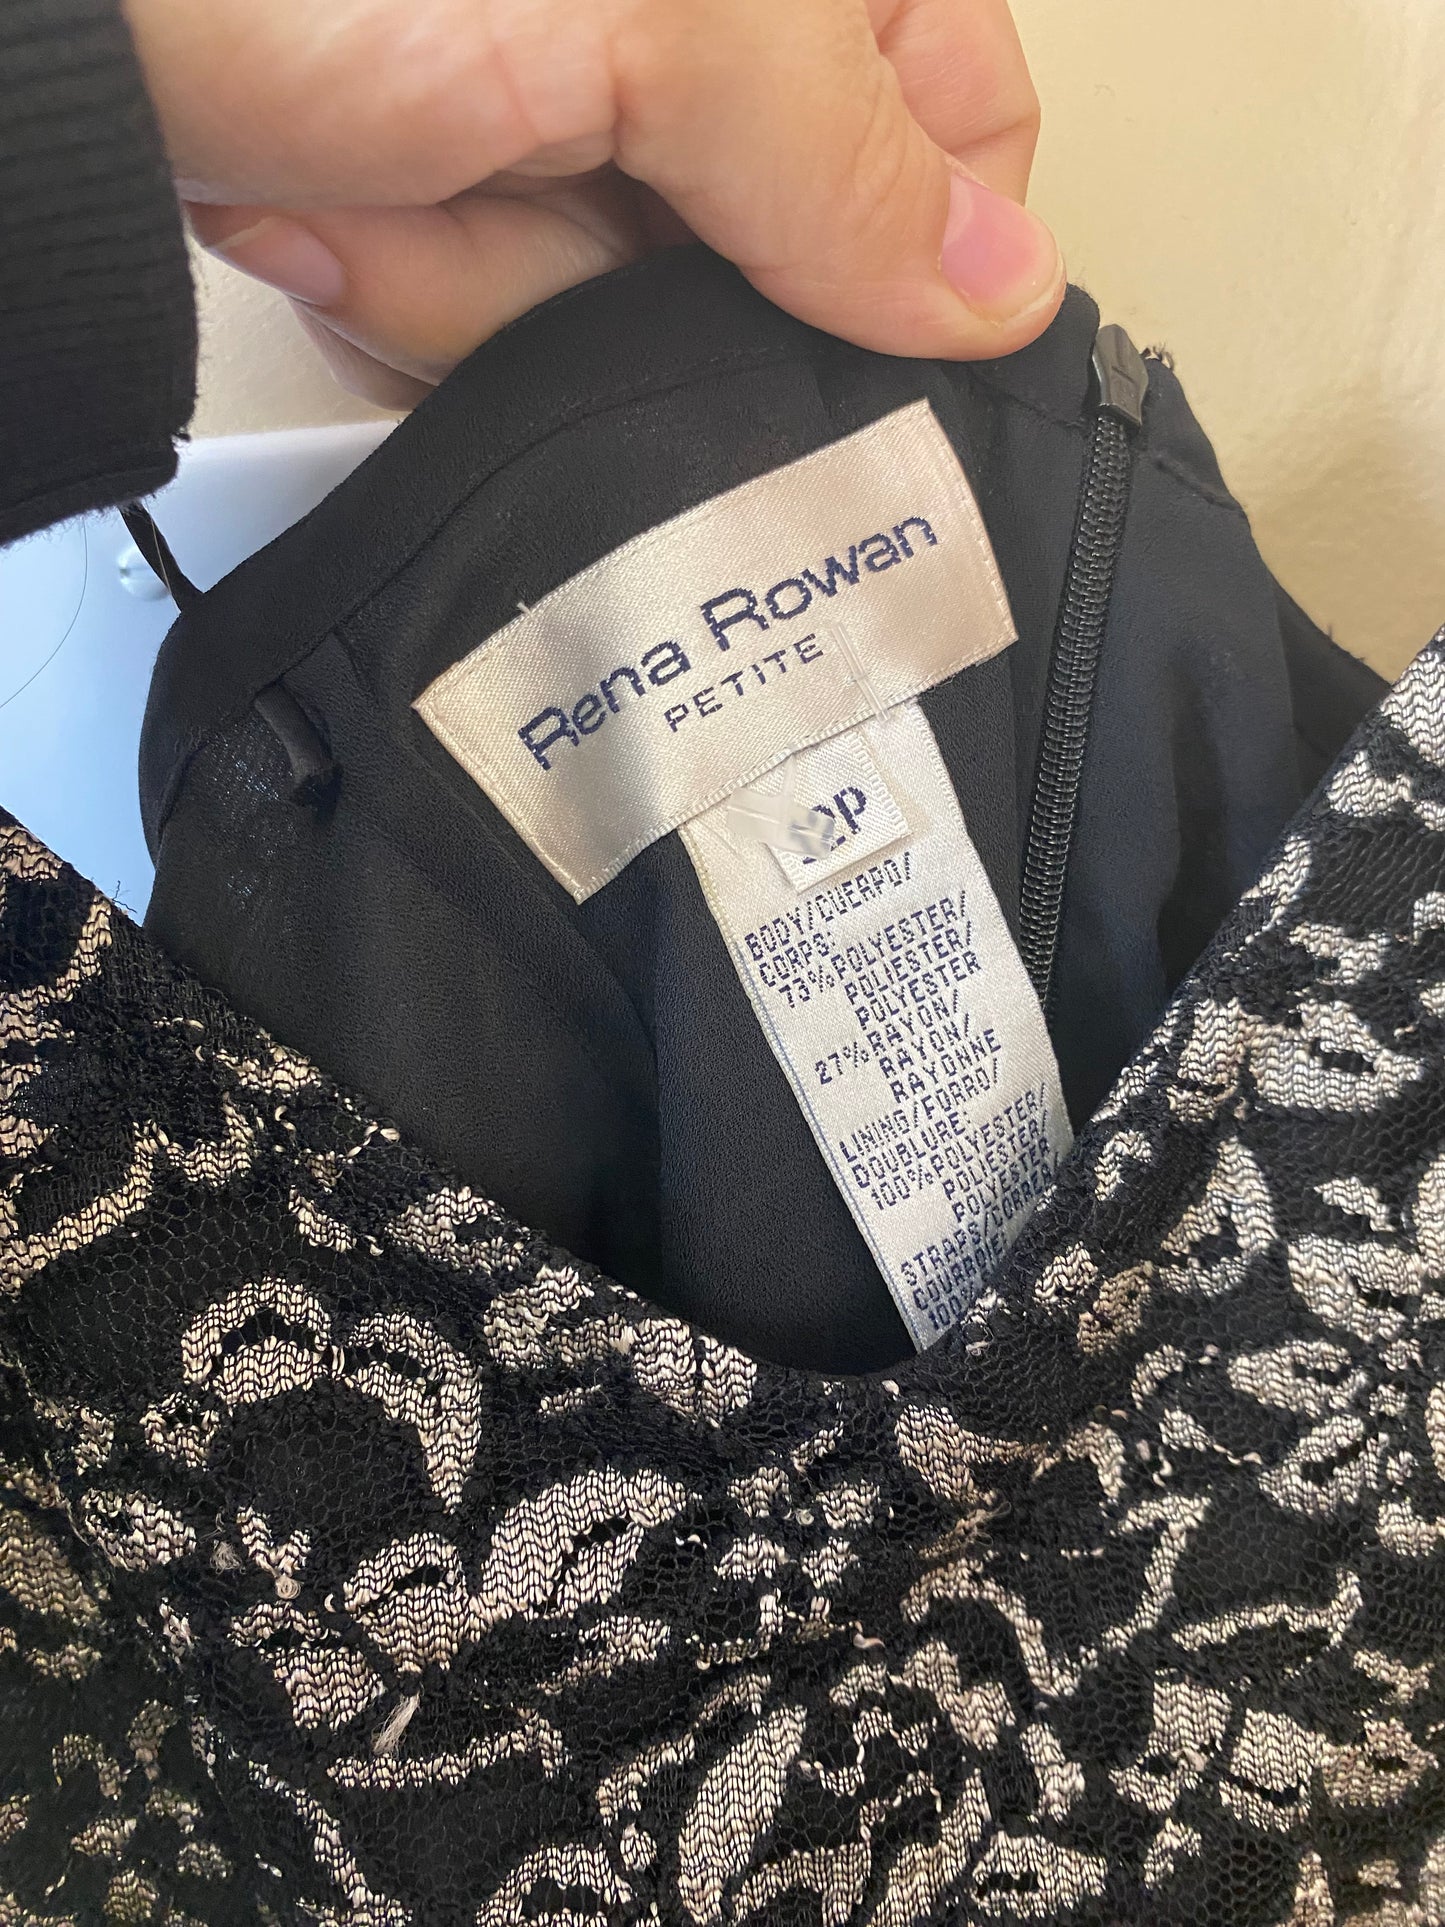 Rena Rowan
PETITE
BODY/CUERPO/
CORPS:
73% POLYESTER/
POLIESTER/
POLYESTER
27% RAYON/
RAYON/
RAYONNE
LINING/FORRO/
DOUBLURE:
100% POLYESTER/
POLIESTER/
POLYESTER
STRAPS/CORREA/